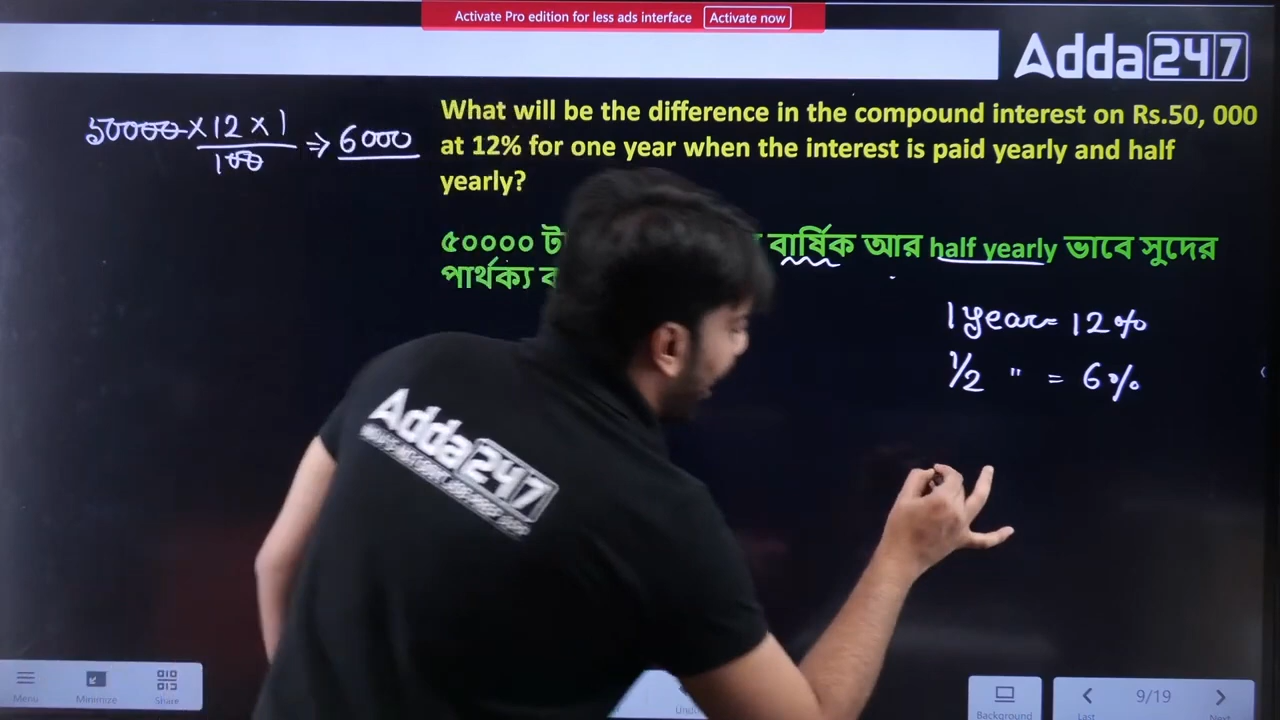 Activate Pro edition for less ads interface Activate now
Adda247
50000 × 12 × 1
100
⇒ 6000
What will be the difference in the compound interest on Rs.50, 000
at 12% for one year when the interest is paid yearly and half
yearly?
৫০০০০ বার্ষিক আর half yearly ভাবে সুদের
পার্থক্য
1 year = 12%
1/2 " = 6%
Adda247
Menu
Minimize
Share
Background
Last
9/19
Next